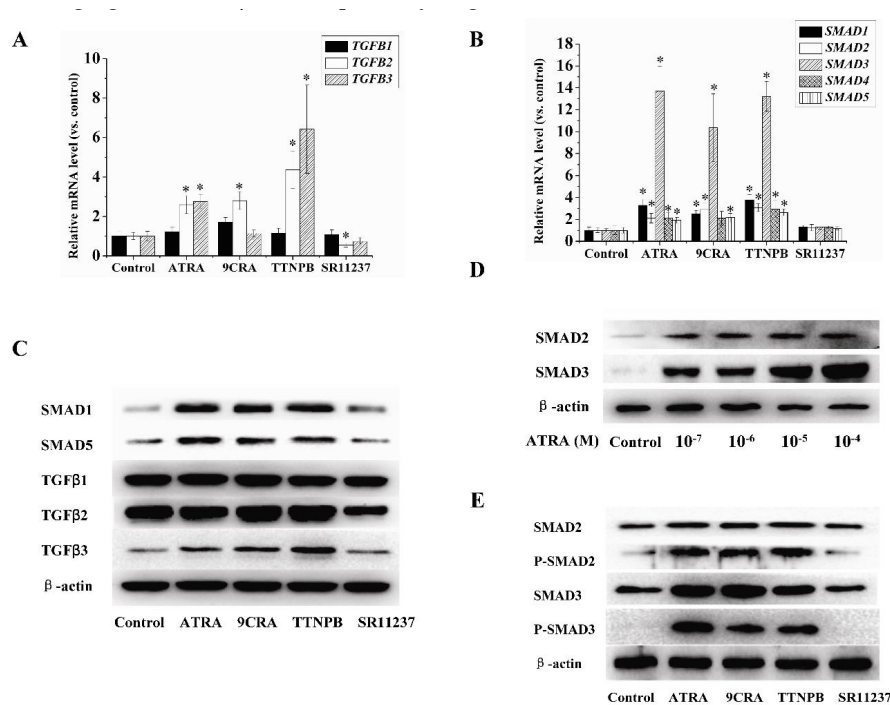 A
Relative mRNA level (vs. control)
10
8
6
4
2
0
TGFB1
TGFB2
TGFB3
* * * * * *
Control ATRA 9CRA TTNPB SR11237
B
Relative mRNA level (vs. control)
18
16
14
12
10
8
6
4
2
0
SMAD1
SMAD2
SMAD3
SMAD4
SMAD5
* * * * * * * * * * * * * *
Control ATRA 9CRA TTNPB SR11237
C
SMAD1
SMAD5
TGFβ1
TGFβ2
TGFβ3
β-actin
Control ATRA 9CRA TTNPB SR11237
D
SMAD2
SMAD3
β-actin
ATRA (M) Control 10⁻⁷ 10⁻⁶ 10⁻⁵ 10⁻⁴
E
SMAD2
P-SMAD2
SMAD3
P-SMAD3
β-actin
Control ATRA 9CRA TTNPB SR11237